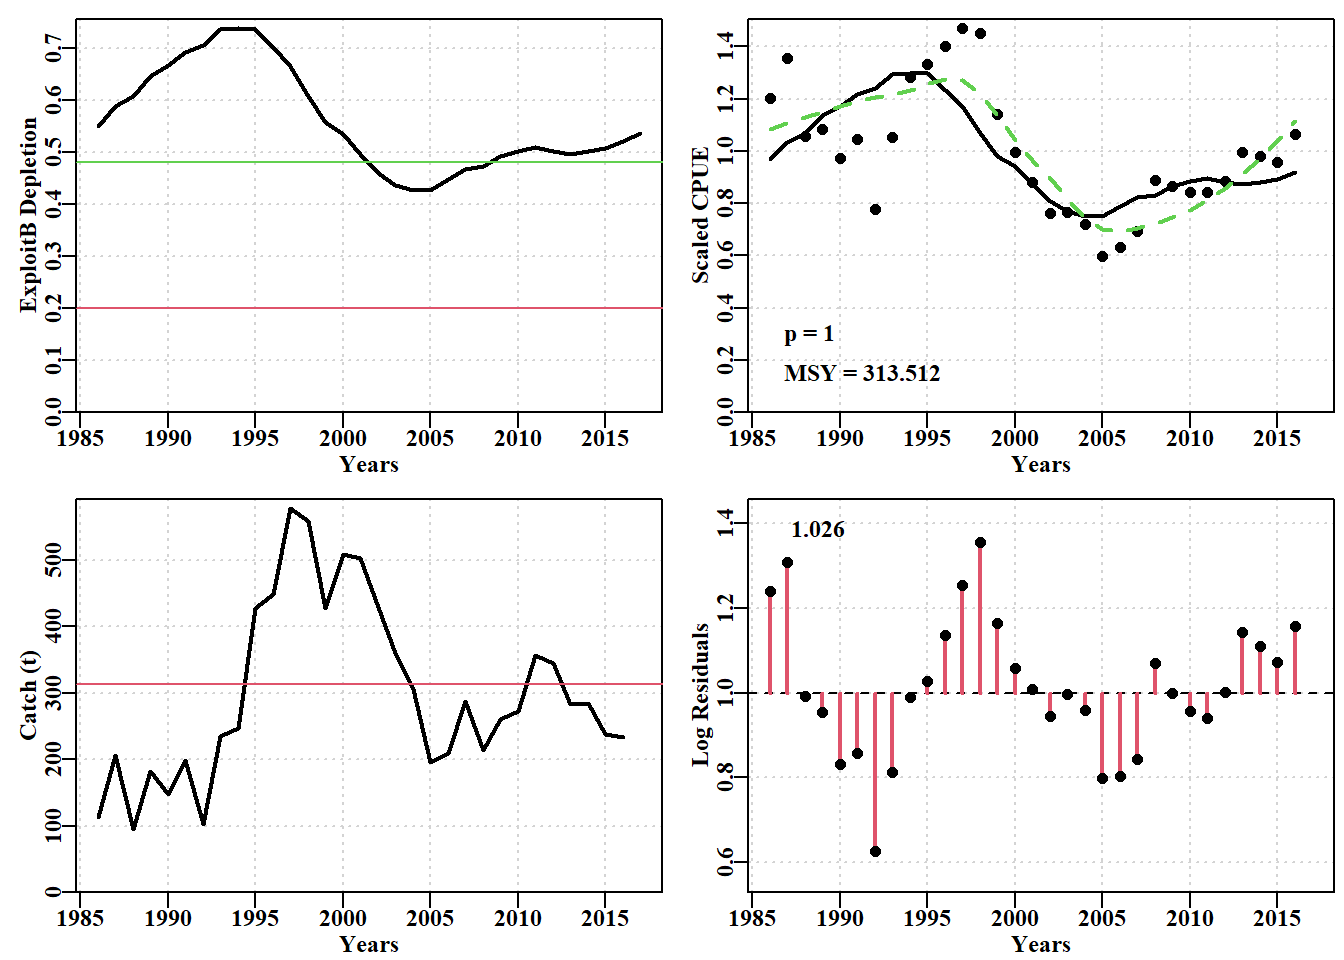 ExploitB Depletion
0.0 0.1 0.2 0.3 0.4 0.5 0.6 0.7
1985 1990 1995 2000 2005 2010 2015
Years
Scaled CPUE
0.0 0.2 0.4 0.6 0.8 1.0 1.2 1.4
p = 1
MSY = 313.512
1985 1990 1995 2000 2005 2010 2015
Years
Catch (t)
0 100 200 300 400 500
1985 1990 1995 2000 2005 2010 2015
Years
Log Residuals
0.6 0.8 1.0 1.2 1.4
1.026
1985 1990 1995 2000 2005 2010 2015
Years